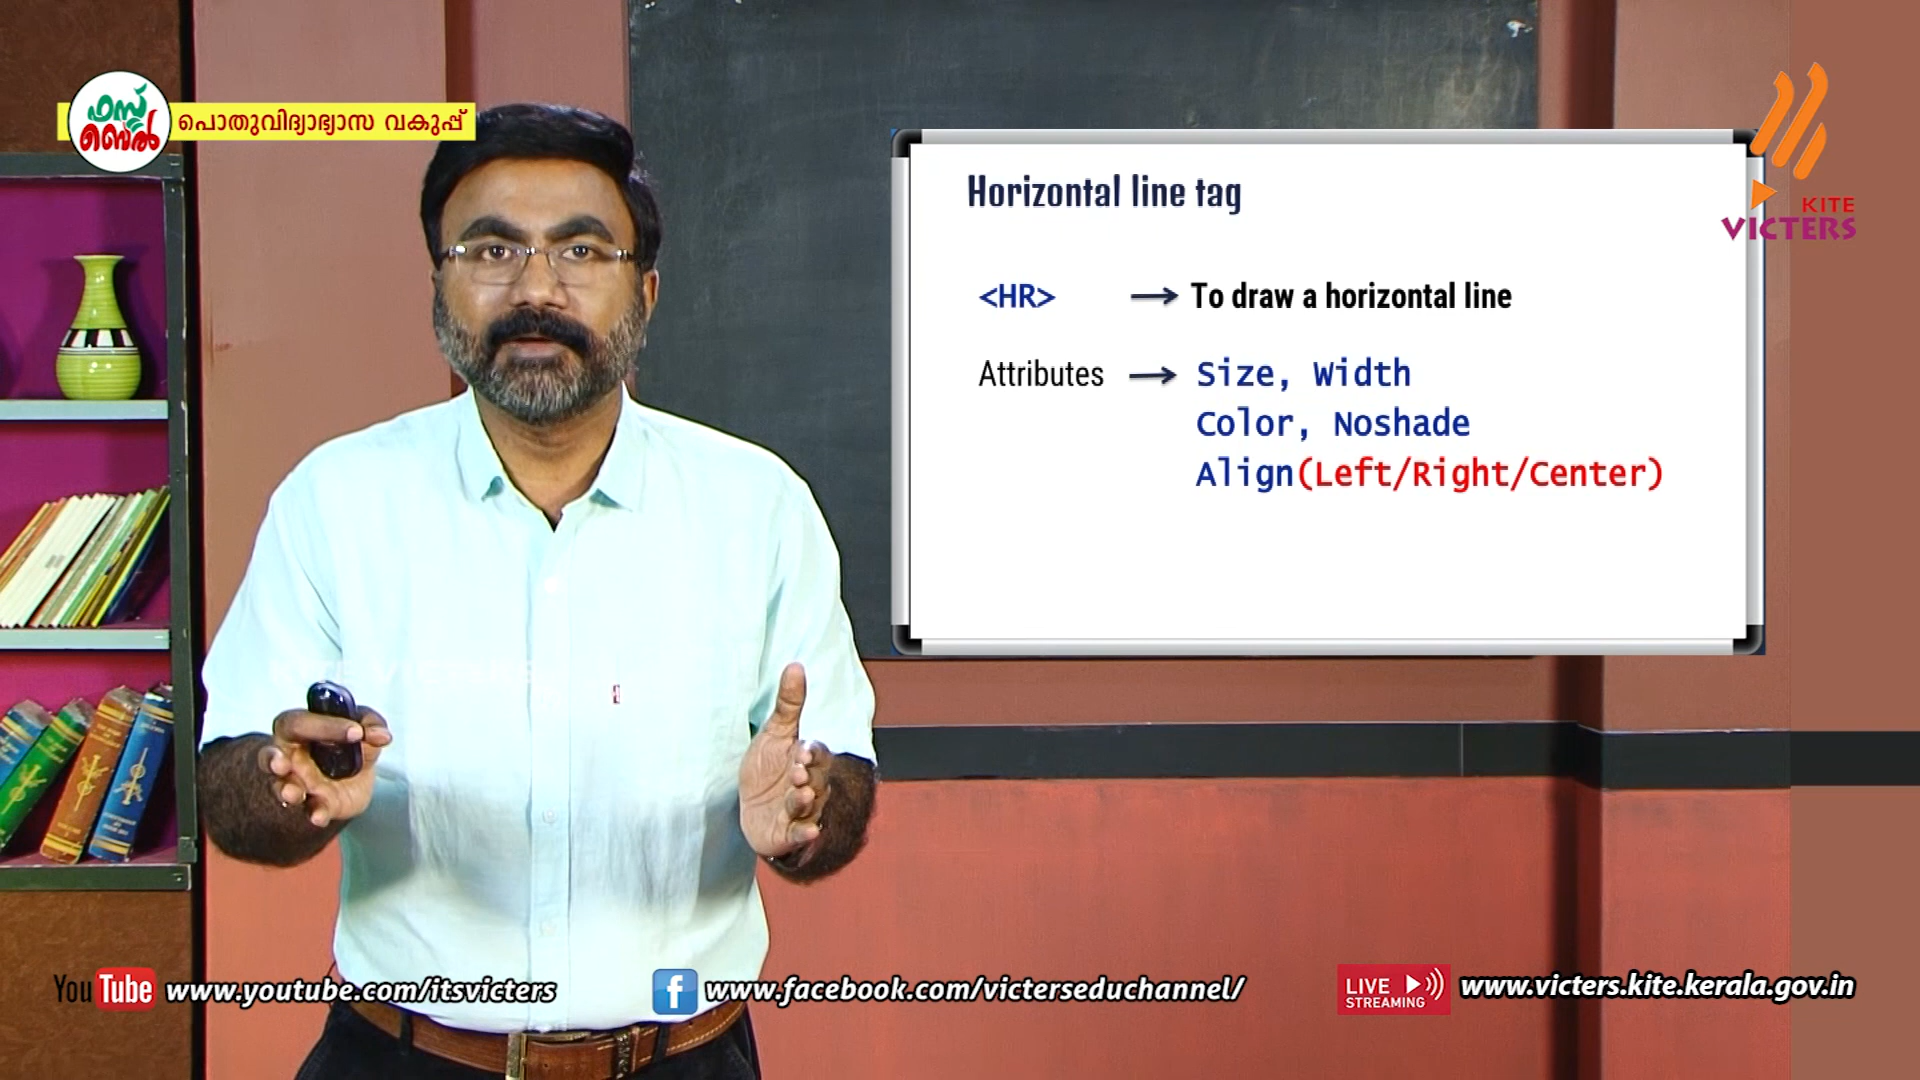 ഫസ്റ്റ്
ബെൽ
പൊതുവിദ്യാഭ്യാസ വകുപ്പ്
KITE
VICTERS
Horizontal line tag
<HR> → To draw a horizontal line
Attributes → Size, Width
Color, Noshade
Align(Left/Right/Center)
YouTube www.youtube.com/itsvicters
f www.facebook.com/victerseduchannel/
LIVE
STREAMING
www.victers.kite.kerala.gov.in